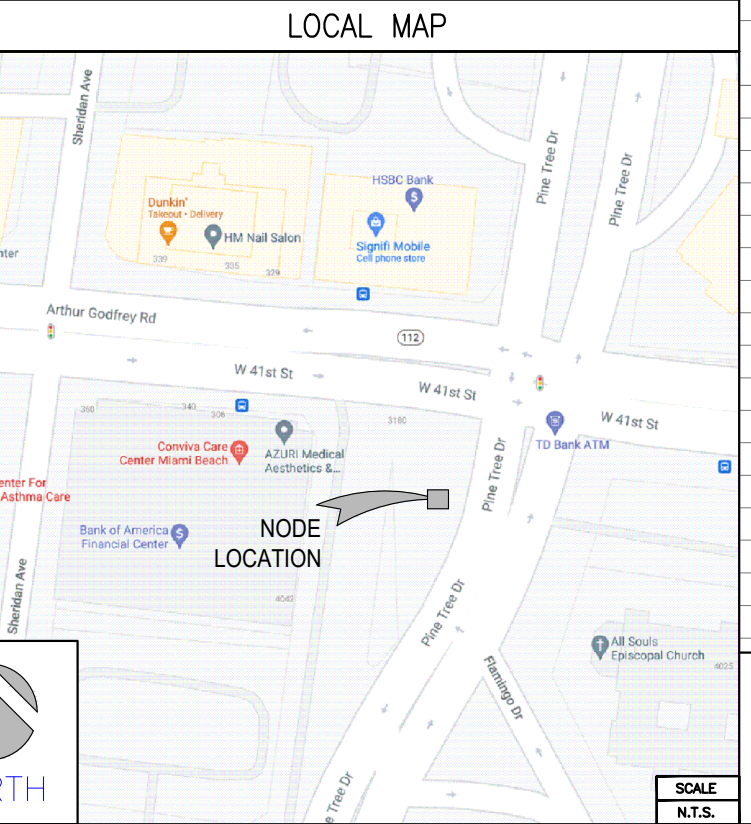 LOCAL MAP
Sheridan Ave
Pine Tree Dr
Pine Tree Dr
HSBC Bank
Dunkin'
Takeout • Delivery
HM Nail Salon
Signifi Mobile
Cell phone store
339
335
329
Arthur Godfrey Rd
112
W 41st St
W 41st St
W 41st St
360
340
308
3180
TD Bank ATM
Conviva Care
Center Miami Beach
AZURI Medical
Aesthetics &...
Pine Tree Dr
enter For
Asthma Care
NODE
LOCATION
Bank of America
Financial Center
Sheridan Ave
4042
Pine Tree Dr
All Souls
Episcopal Church
4025
Flamingo Dr
RTH
e Tree Dr
SCALE
N.T.S.